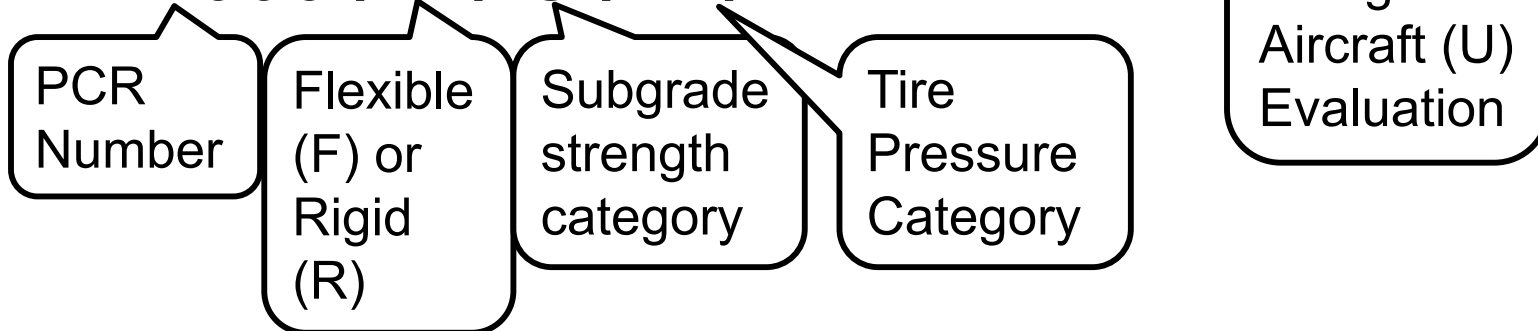 PCR
Number
Flexible
(F) or
Rigid
(R)
Subgrade
strength
category
Tire
Pressure
Category
Aircraft (U)
Evaluation